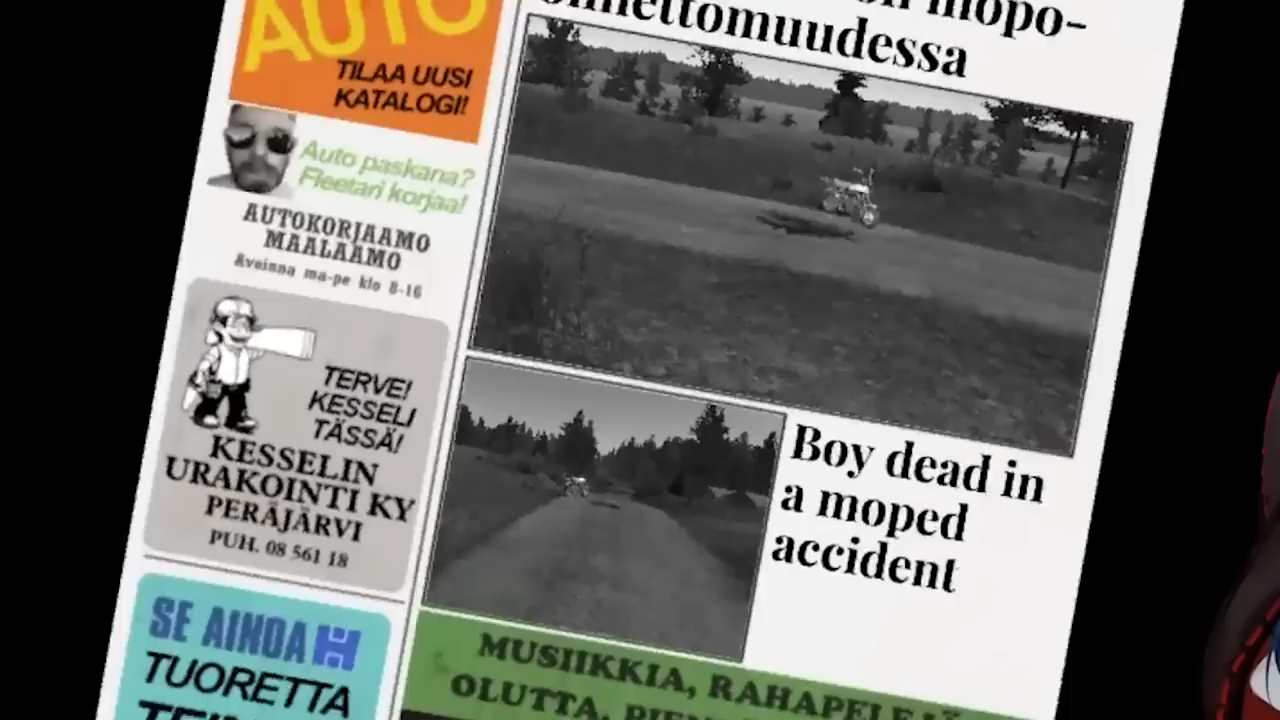 AUTO
TILAA UUSI
KATALOGI!
Auto paskana?
Fleetari korjaa!
AUTOKORJAAMO
MAALAAMO
Avoinna ma-pe klo 8-16
TERVE!
KESSELI
TÄSSÄ!
KESSELIN
URAKOINTI KY
PERÄJÄRVI
PUH. 08 561 18
SE AINOA H
TUORETTA
mopo-
onnettomuudessa
Boy dead in
a moped
accident
MUSIIKKIA, RAHAPELEJÄ
OLUTTA,